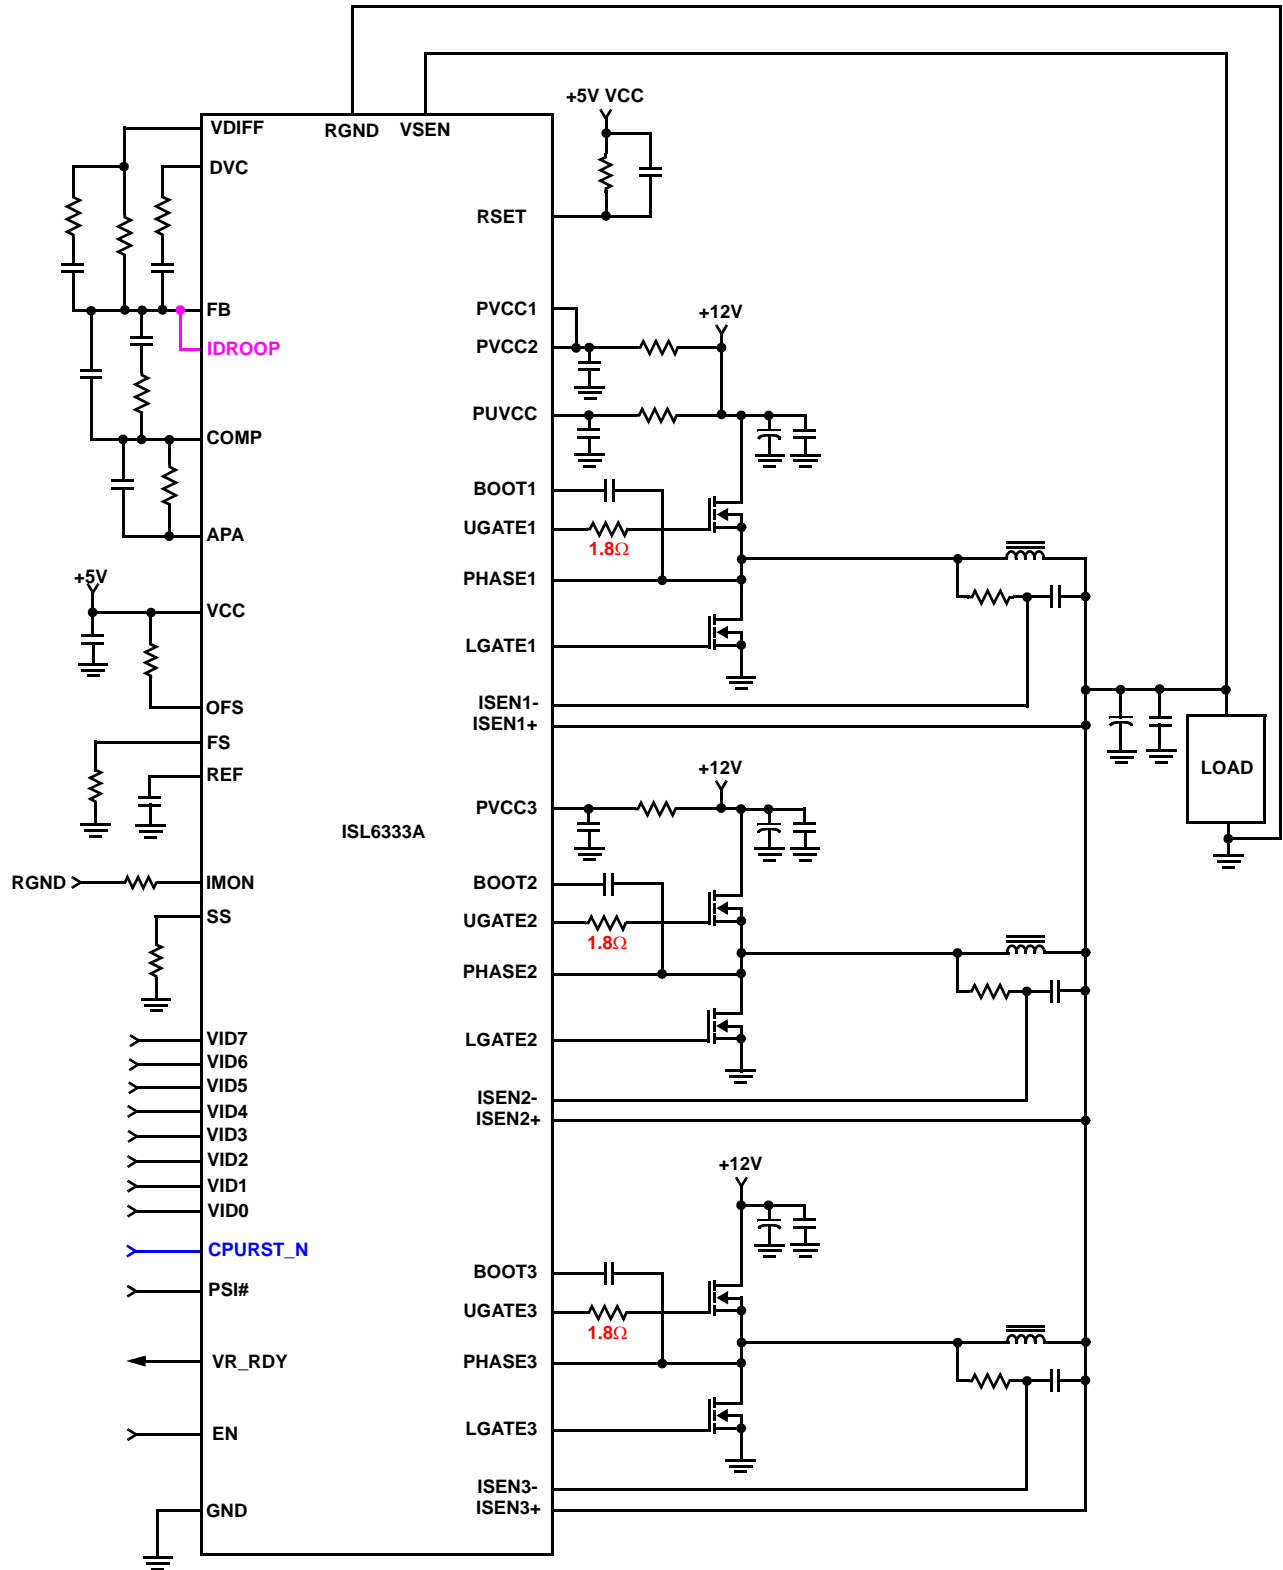 +5V VCC
VDIFF
RGND
VSEN
DVC
RSET
FB
PVCC1
+12V
IDROOP
PVCC2
PUVCC
COMP
BOOT1
UGATE1
1.8Ω
APA
PHASE1
+5V
VCC
LGATE1
OFS
ISEN1-
ISEN1+
FS
REF
+12V
LOAD
PVCC3
ISL6333A
RGND
IMON
BOOT2
SS
UGATE2
1.8Ω
PHASE2
VID7
LGATE2
VID6
VID5
ISEN2-
VID4
ISEN2+
VID3
VID2
+12V
VID1
VID0
CPURST_N
BOOT3
PSI#
UGATE3
1.8Ω
VR_RDY
PHASE3
EN
LGATE3
ISEN3-
GND
ISEN3+